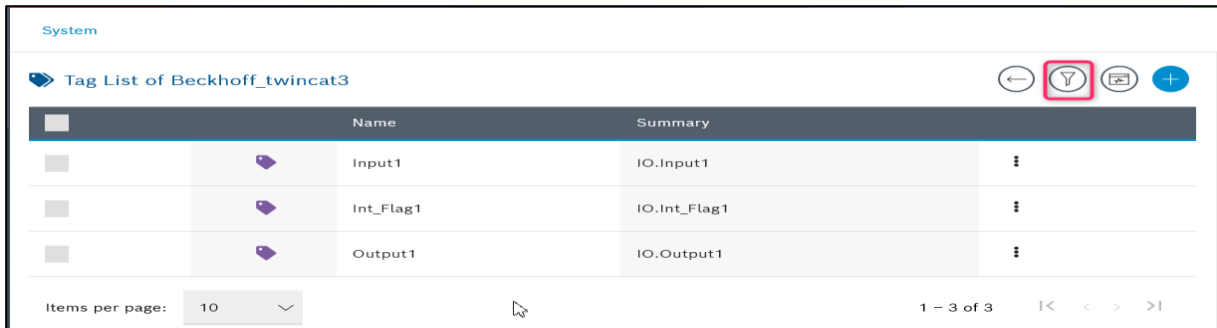 System
Tag List of Beckhoff_twincat3
Name Summary
Input1 IO.Input1
Int_Flag1 IO.Int_Flag1
Output1 IO.Output1
Items per page: 10 1 – 3 of 3